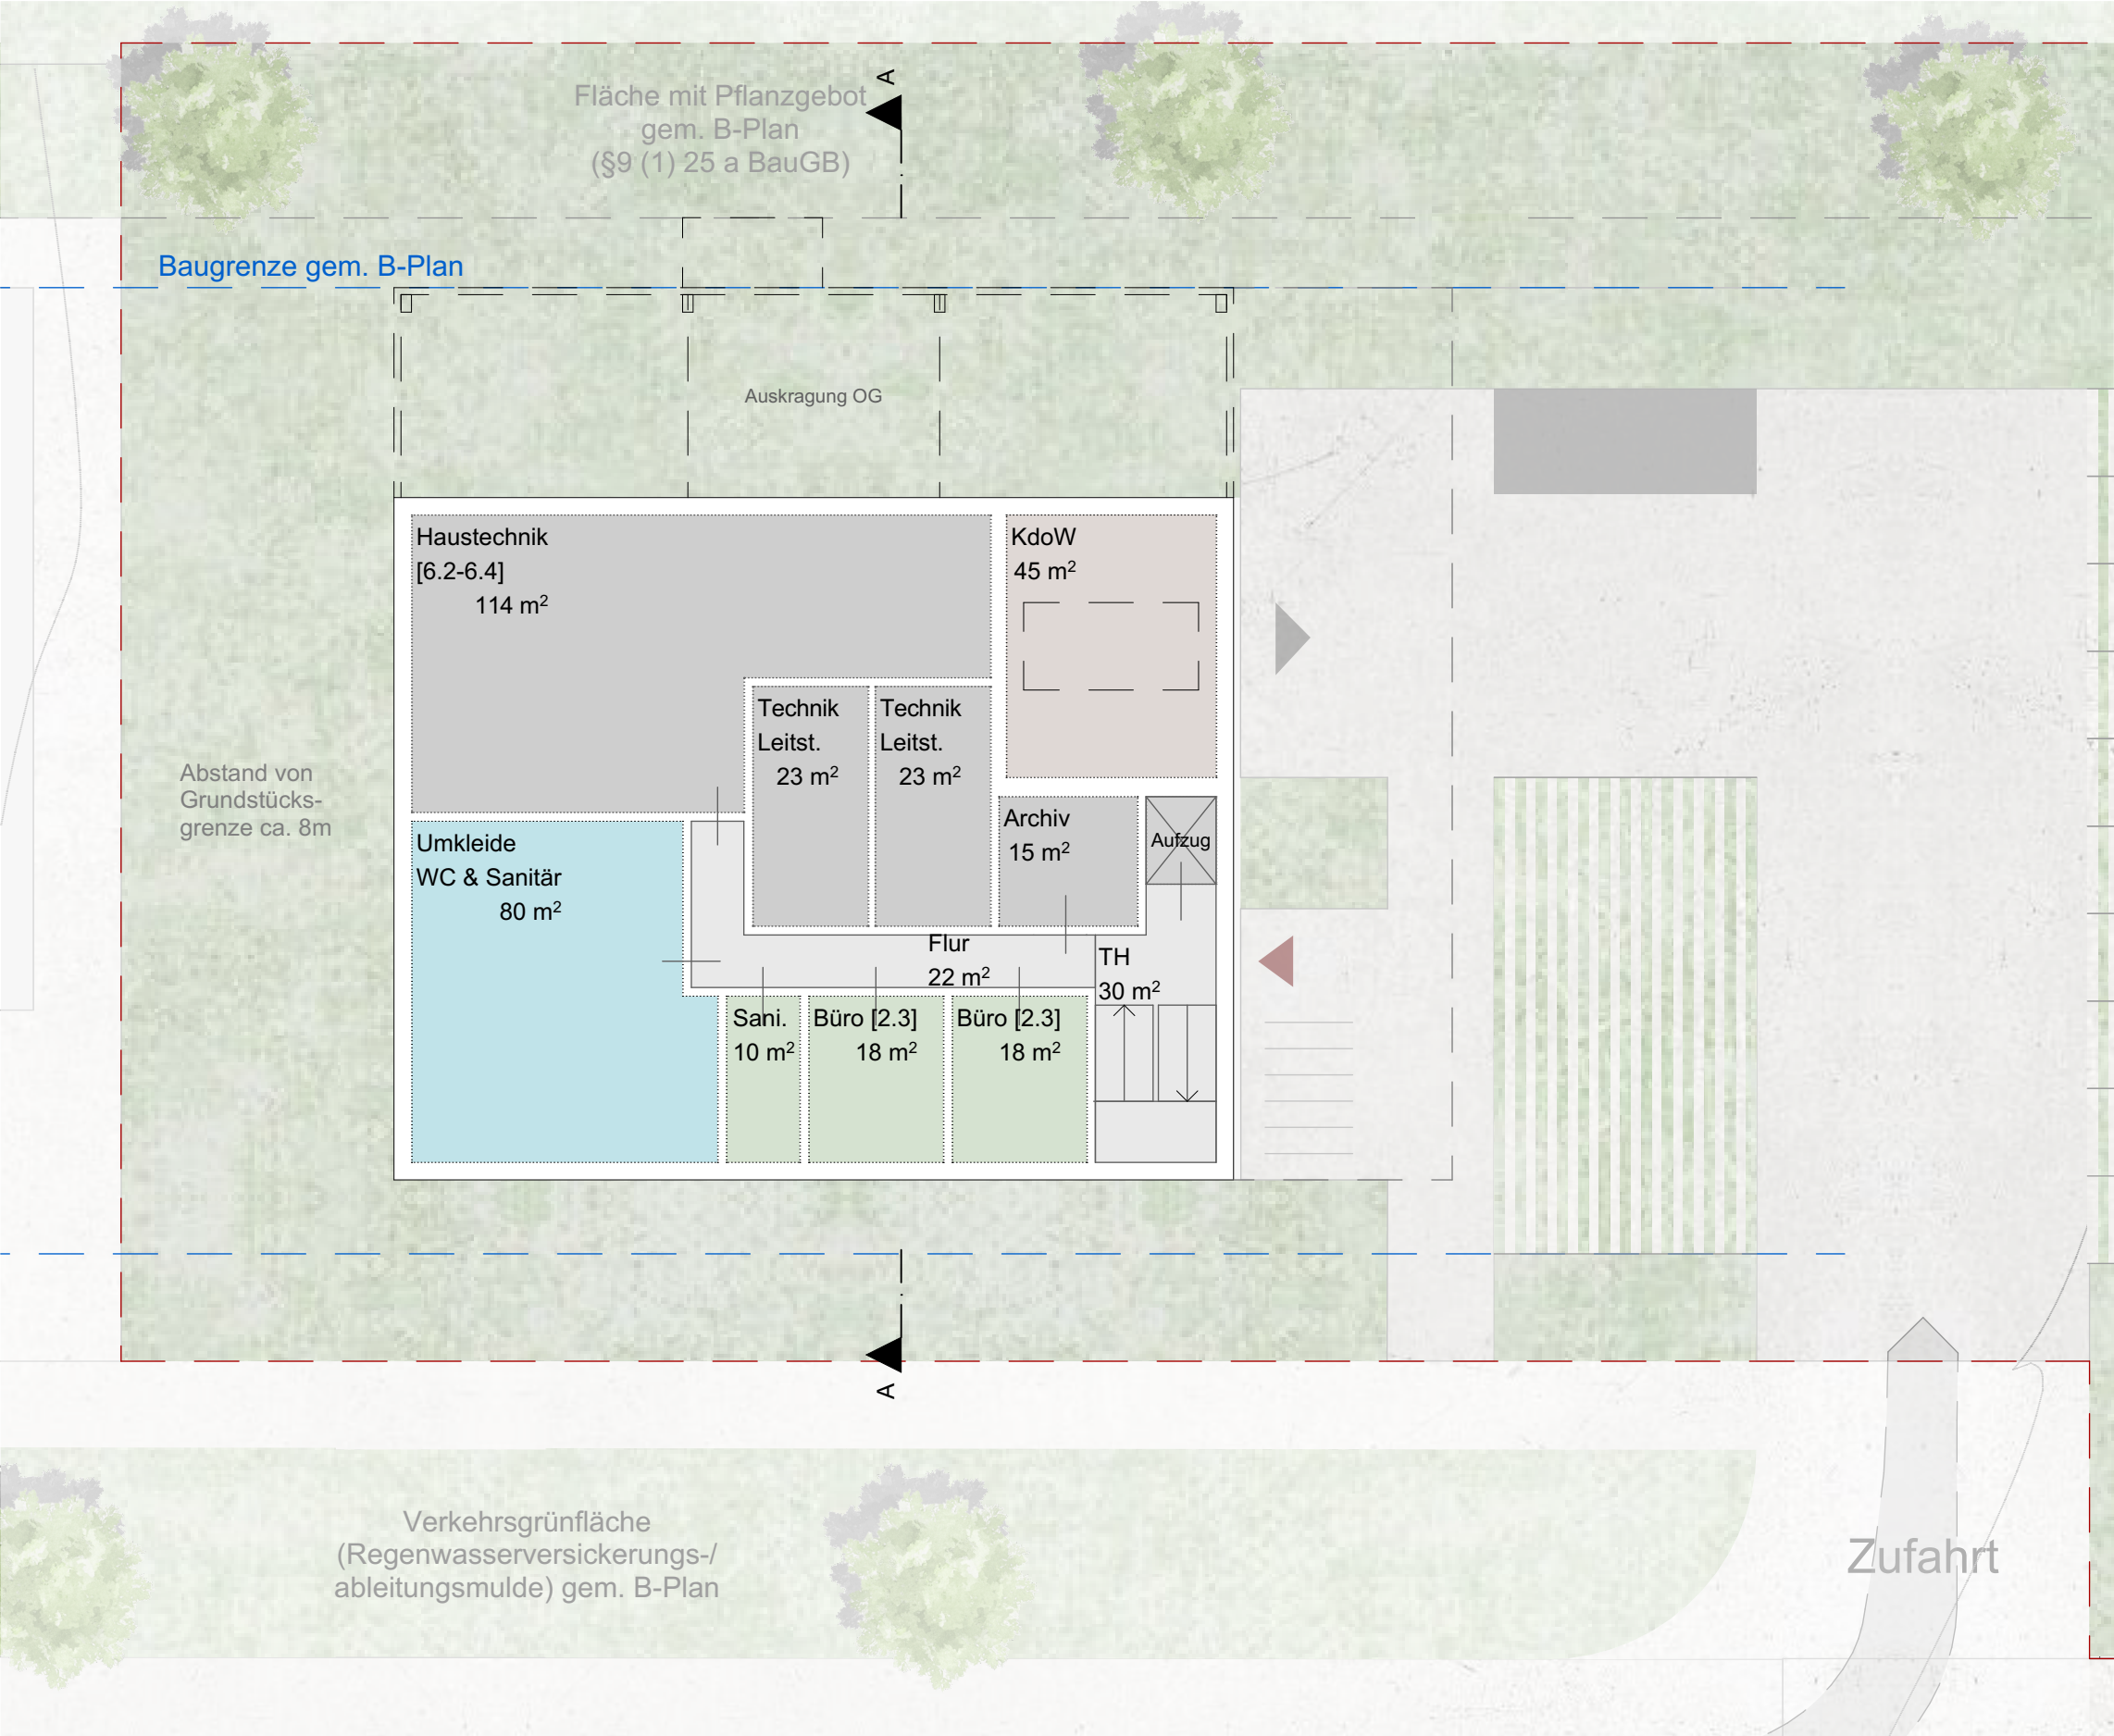 A
Fläche mit Pflanzgebot
gem. B-Plan
(§9 (1) 25 a BauGB)
Baugrenze gem. B-Plan
Auskragung OG
Haustechnik
[6.2-6.4]
114 m²
KdoW
45 m²
Technik
Leitst.
23 m²
Technik
Leitst.
23 m²
Abstand von
Grundstücks-
grenze ca. 8m
Archiv
15 m²
Aufzug
Umkleide
WC & Sanitär
80 m²
Flur
22 m²
TH
30 m²
Sani.
10 m²
Büro [2.3]
18 m²
Büro [2.3]
18 m²
A
Verkehrsgrünfläche
(Regenwasserversickerungs-/
ableitungsmulde) gem. B-Plan
Zufahrt